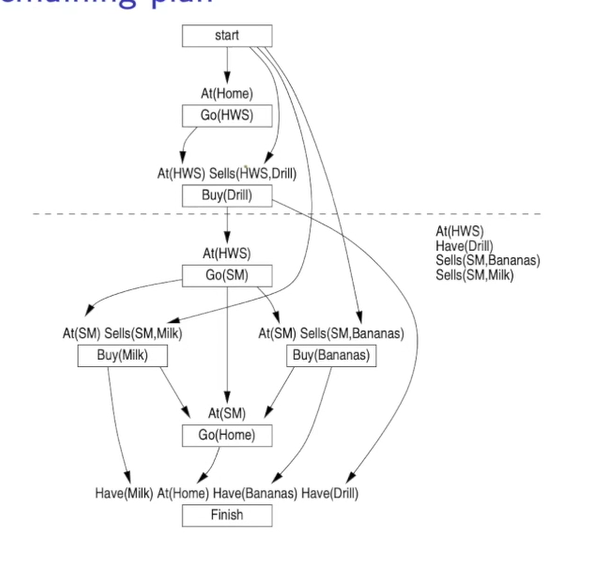 start
At(Home)
Go(HWS)
At(HWS) Sells(HWS,Drill)
Buy(Drill)
At(HWS)
Have(Drill)
Sells(SM,Bananas)
Sells(SM,Milk)
At(HWS)
Go(SM)
At(SM) Sells(SM,Milk)
At(SM) Sells(SM,Bananas)
Buy(Milk)
Buy(Bananas)
At(SM)
Go(Home)
Have(Milk) At(Home) Have(Bananas) Have(Drill)
Finish